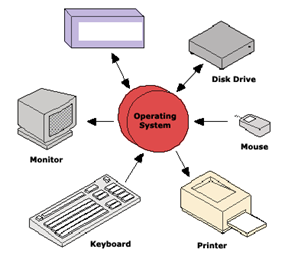 Disk Drive
Operating
System
Mouse
Monitor
Keyboard
Printer